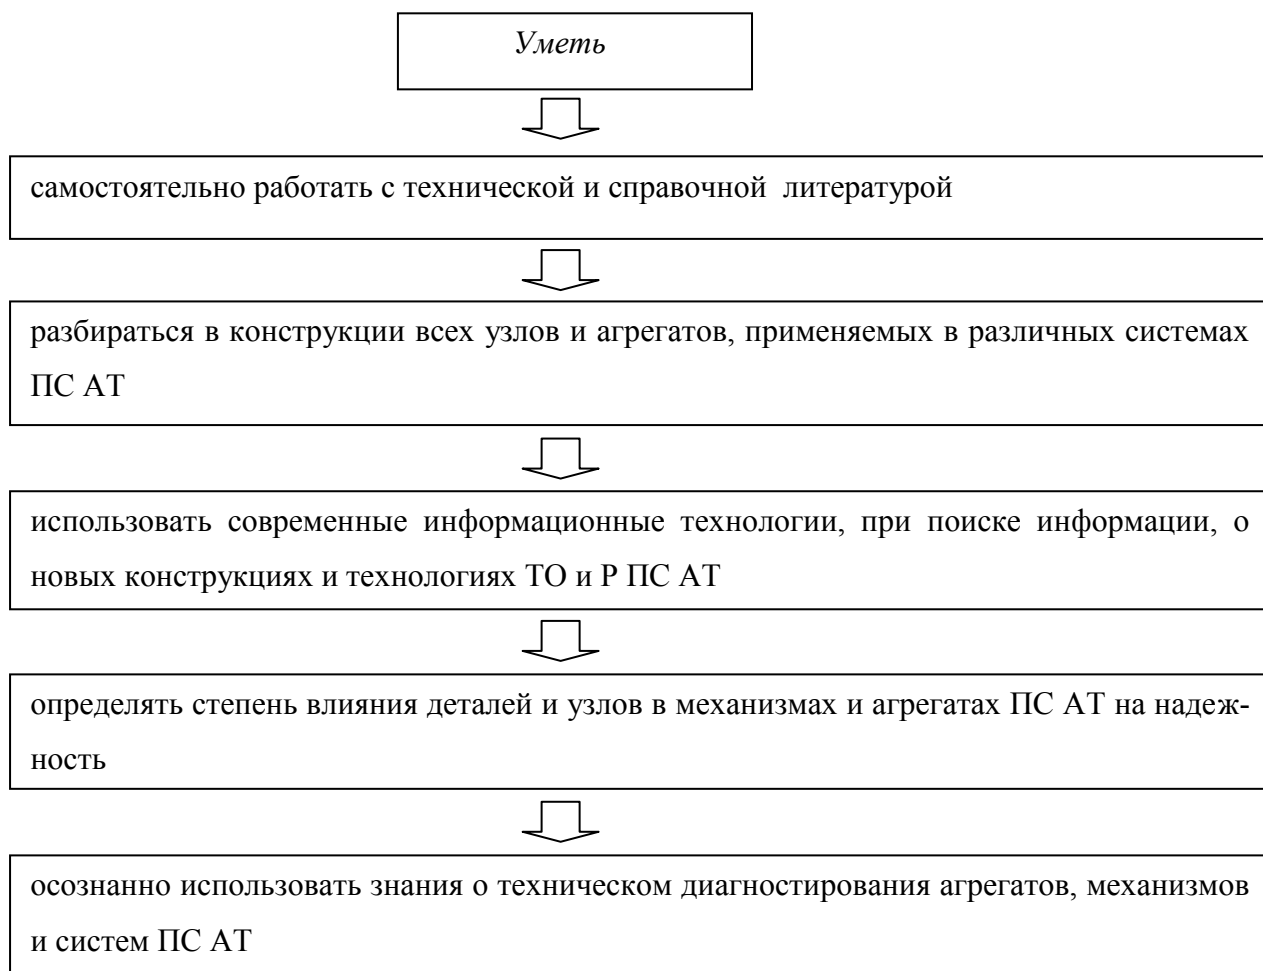 Уметь
самостоятельно работать с технической и справочной литературой
разбираться в конструкции всех узлов и агрегатов, применяемых в различных системах
ПС АТ
использовать современные информационные технологии, при поиске информации, о
новых конструкциях и технологиях ТО и Р ПС АТ
определять степень влияния деталей и узлов в механизмах и агрегатах ПС АТ на надеж-
ность
осознанно использовать знания о техническом диагностирования агрегатов, механизмов
и систем ПС АТ